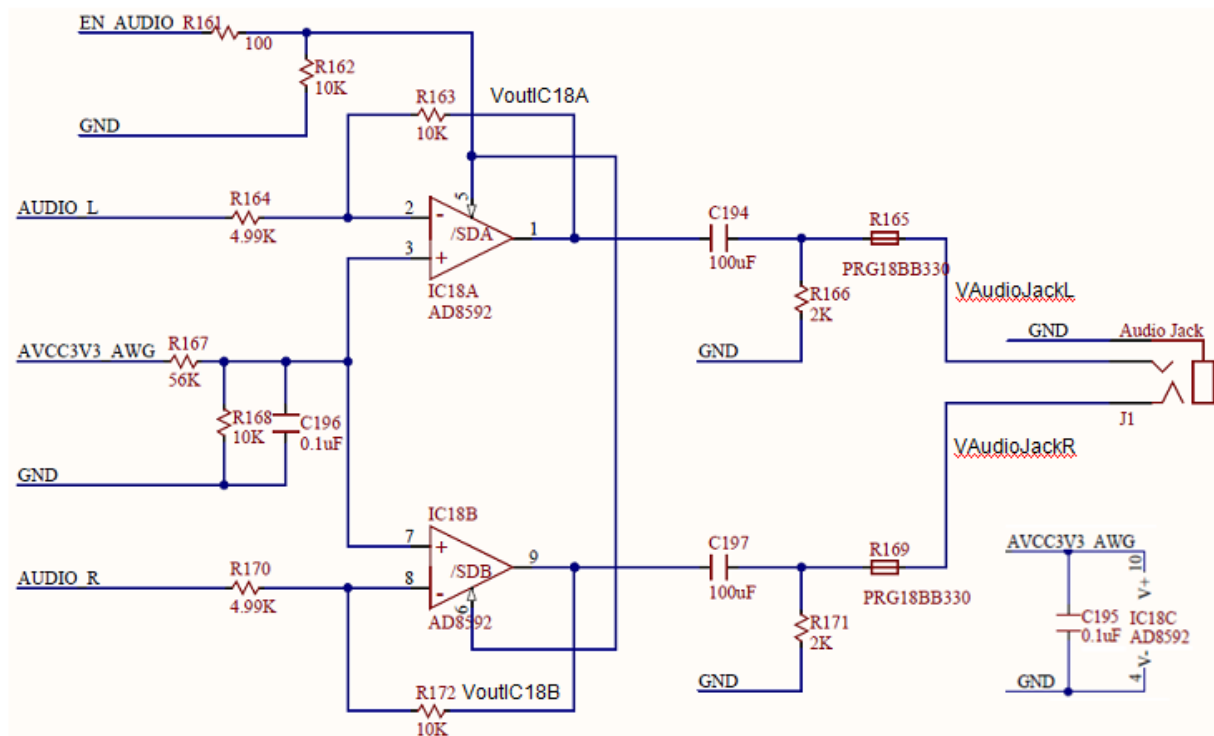 EN_AUDIO R161
100
R162
10K
GND
R163
10K
VoutIC18A
AUDIO_L
R164
4.99K
2
3
5
/SDA
1
-
+
IC18A
AD8592
C194
100uF
R165
PRG18BB330
R166
2K
GND
VAudioJackL
GND
Audio Jack
J1
AVCC3V3_AWG
R167
56K
R168
10K
C196
0.1uF
GND
VAudioJackR
IC18B
7
8
+
-
/SDB
6
9
AD8592
AUDIO_R
R170
4.99K
R172
10K
VoutIC18B
C197
100uF
R169
PRG18BB330
R171
2K
GND
AVCC3V3_AWG
10
V+
C195
0.1uF
IC18C
AD8592
V-
4
GND